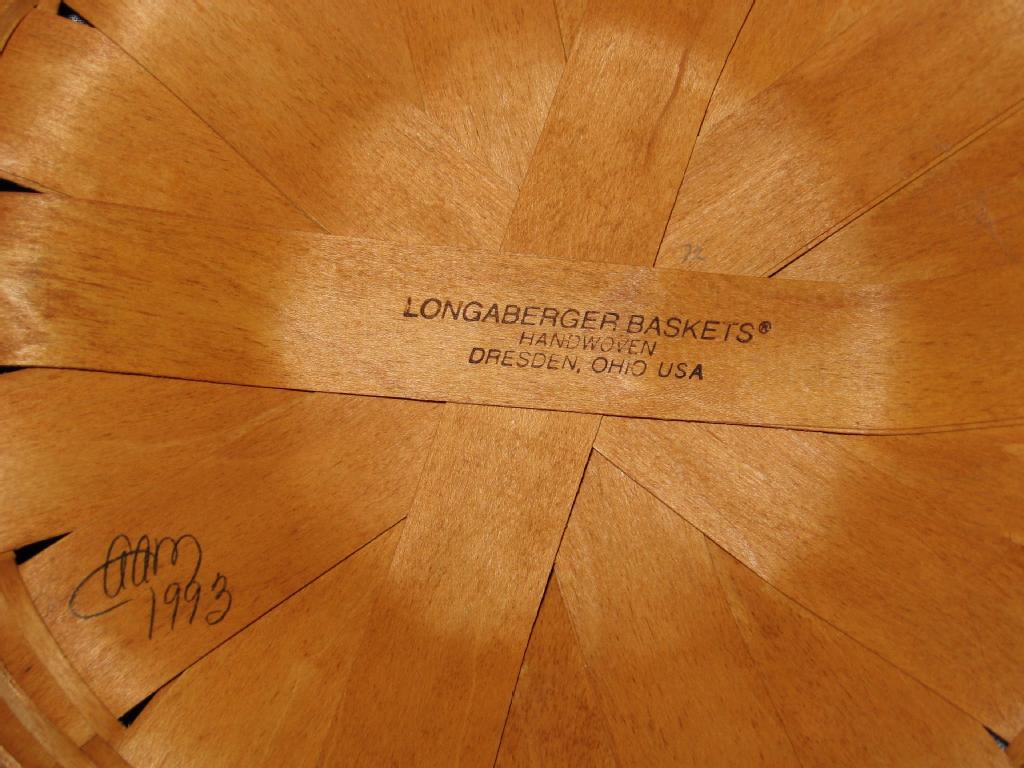 LONGABERGER BASKETS®
HANDWOVEN
DRESDEN, OHIO USA
1993